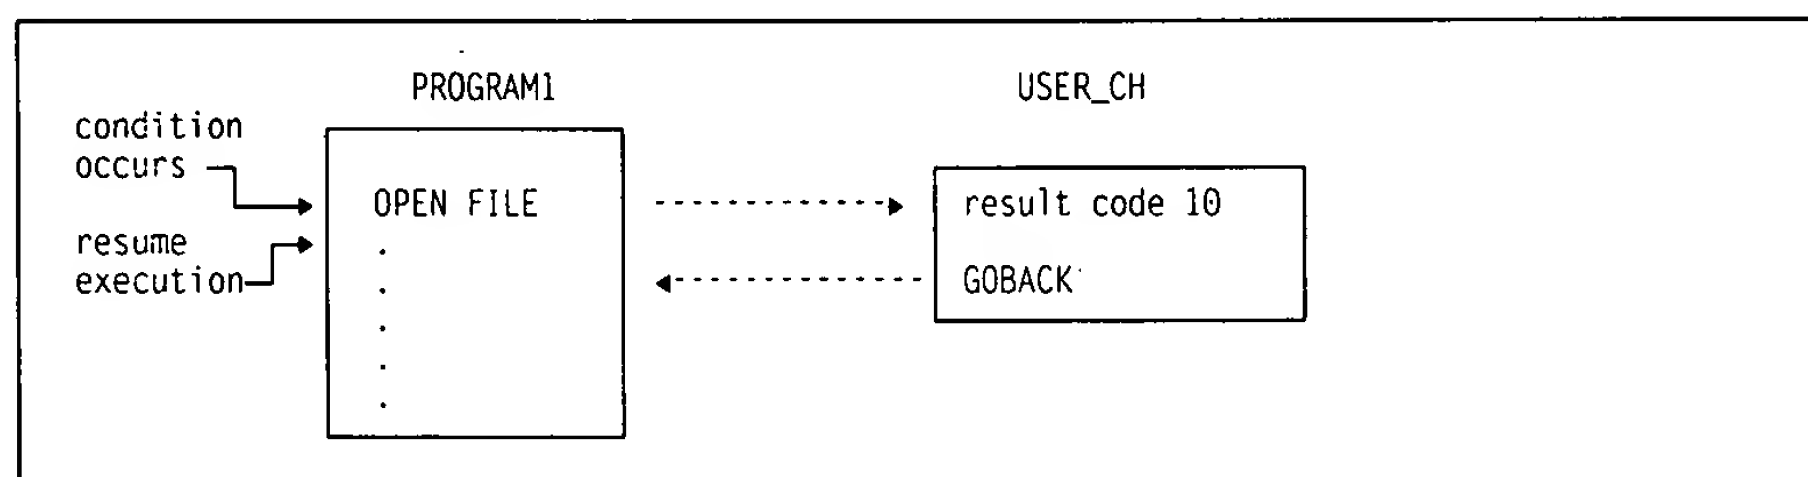 PROGRAM1
USER_CH
condition
occurs
OPEN FILE
result code 10
resume
.
execution
.
GOBACK
.
.
.